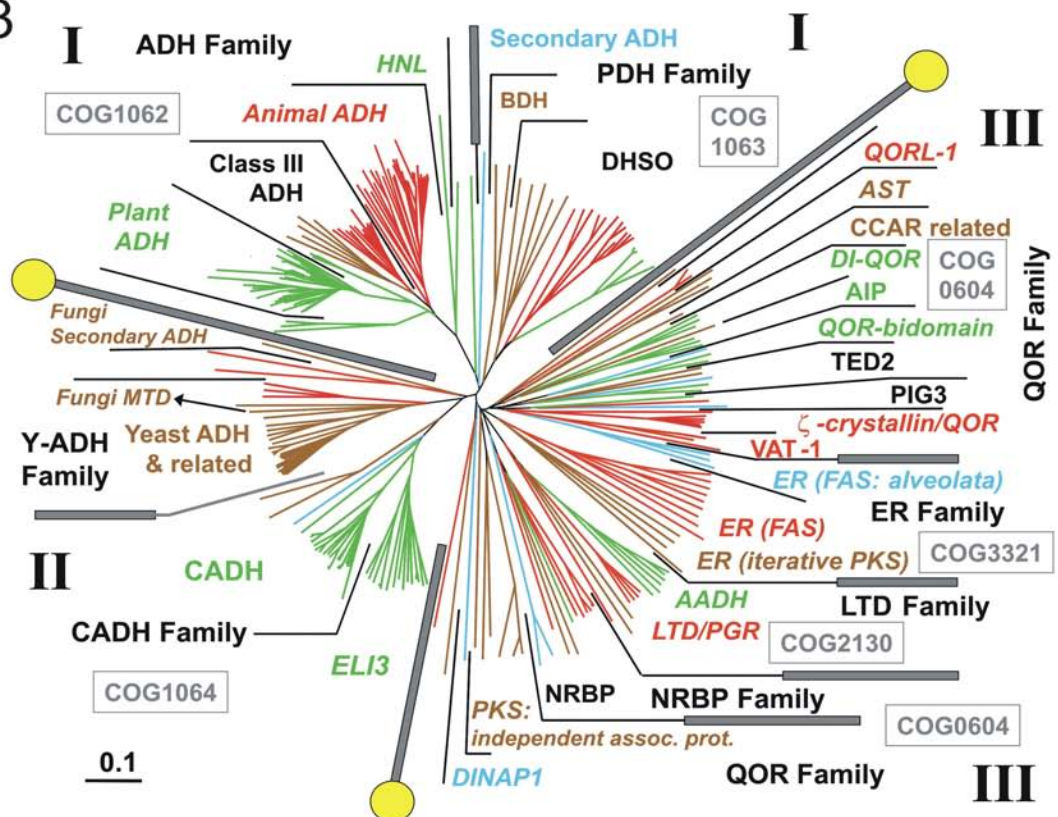 B
I
ADH Family
HNL
Secondary ADH
I
PDH Family
COG1062
Animal ADH
BDH
COG
1063
III
Class III
ADH
DHSO
QORL-1
AST
Plant
ADH
CCAR related
DI-QOR
COG
0604
AIP
QOR Family
Fungi
Secondary ADH
QOR-bidomain
TED2
PIG3
Fungi MTD
ζ -crystallin/QOR
Y-ADH
Family
Yeast ADH
& related
VAT -1
ER (FAS: alveolata)
ER Family
ER (FAS)
II
CADH
ER (iterative PKS)
COG3321
AADH
LTD Family
CADH Family
LTD/PGR
COG2130
ELI3
COG1064
NRBP
NRBP Family
PKS:
independent assoc. prot.
COG0604
0.1
DINAP1
QOR Family
III